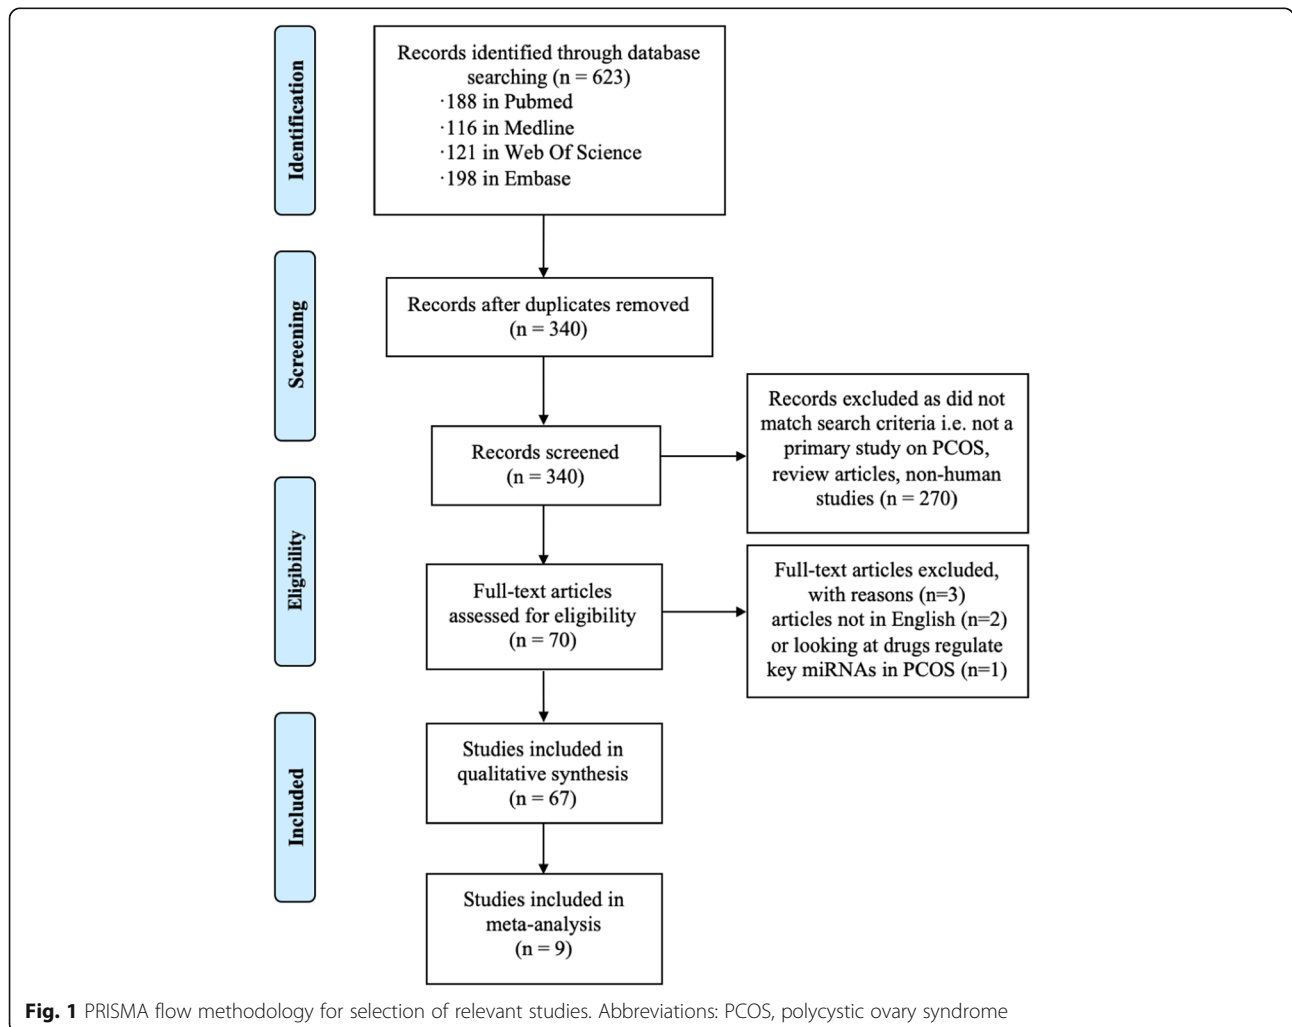 Identification
Records identified through database
searching (n = 623)
·188 in Pubmed
·116 in Medline
·121 in Web Of Science
·198 in Embase
Screening
Records after duplicates removed
(n = 340)
Records screened
(n = 340)
Records excluded as did not
match search criteria i.e. not a
primary study on PCOS,
review articles, non-human
studies (n = 270)
Eligibility
Full-text articles
assessed for eligibility
(n = 70)
Full-text articles excluded,
with reasons (n=3)
articles not in English (n=2)
or looking at drugs regulate
key miRNAs in PCOS (n=1)
Included
Studies included in
qualitative synthesis
(n = 67)
Studies included in
meta-analysis
(n = 9)
Fig. 1 PRISMA flow methodology for selection of relevant studies. Abbreviations: PCOS, polycystic ovary syndrome